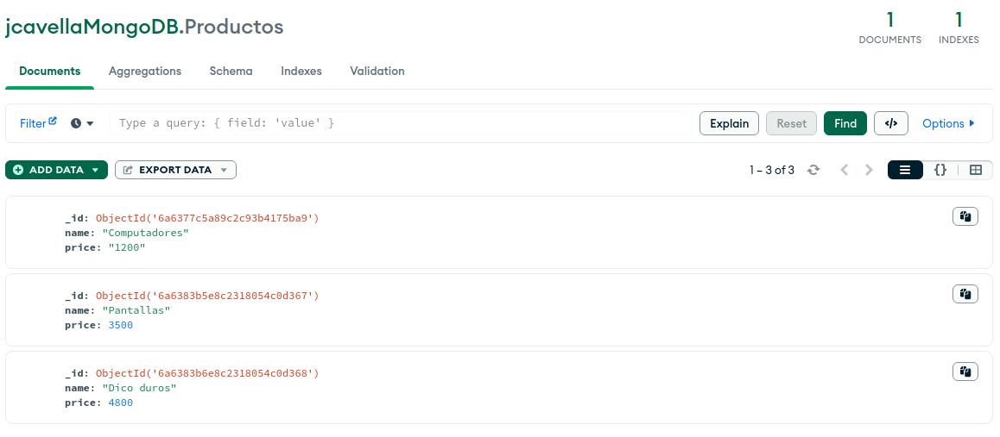 jcavellaMongoDB.Productos
1 1
DOCUMENTS INDEXES
Documents Aggregations Schema Indexes Validation
Filter Type a query: { field: 'value' } Explain Reset Find </> Options
ADD DATA EXPORT DATA 1 – 3 of 3 {}
_id: ObjectId('6a6377c5a89c2c93b4175ba9')
name: "Computadores"
price: "1200"
_id: ObjectId('6a6383b5e8c2318054c0d367')
name: "Pantallas"
price: 3500
_id: ObjectId('6a6383b6e8c2318054c0d368')
name: "Dico duros"
price: 4800